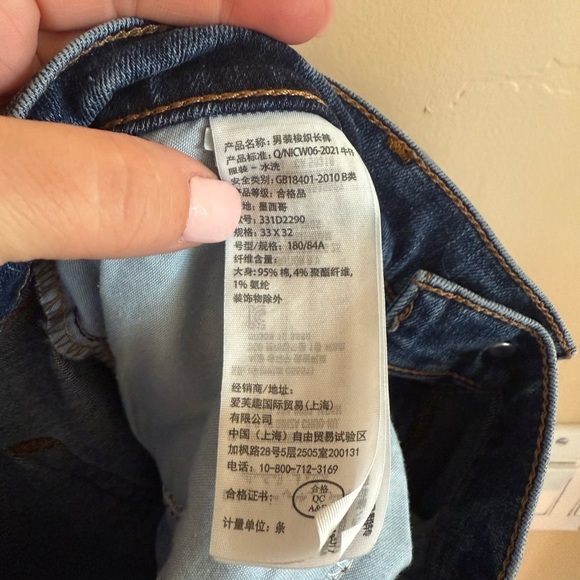 产品名称: 男装梭织长裤
产品标准: Q/NICW06-2021 牛仔
服装 - 水洗
安全类别: GB18401-2010 B类
品等级: 合格品
地: 墨西哥
号: 331D2290
规格: 33 X 32
号型/规格: 180/84A
纤维含量:
大身: 95% 棉, 4% 聚酯纤维,
1% 氨纶
装饰物除外
经销商/地址:
爱芙趣国际贸易(上海)
有限公司
中国(上海)自由贸易试验区
加枫路28号5层2505室200131
电话: 10-800-712-3169
合格证书:
合格
QC
计量单位: 条